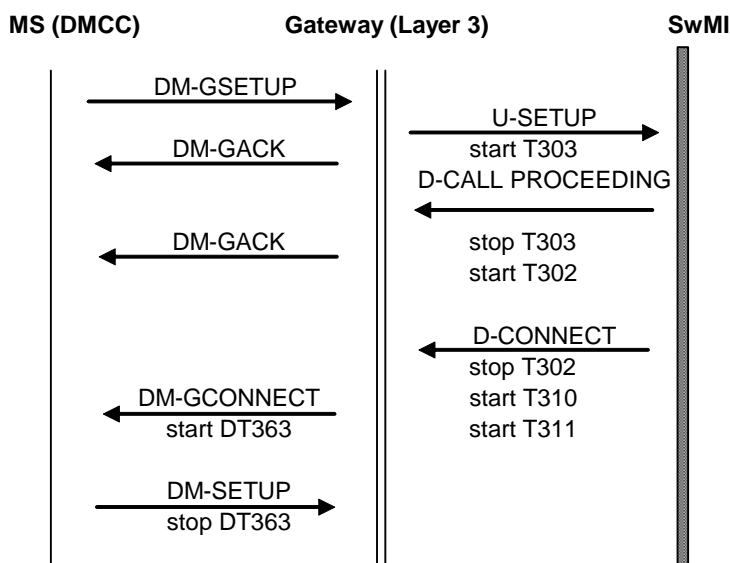 MS (DMCC) Gateway (Layer 3) SwMI
DM-GSETUP
U-SETUP
start T303
DM-GACK
D-CALL PROCEEDING
DM-GACK
stop T303
start T302
D-CONNECT
stop T302
DM-GCONNECT
start T310
start DT363
start T311
DM-SETUP
stop DT363